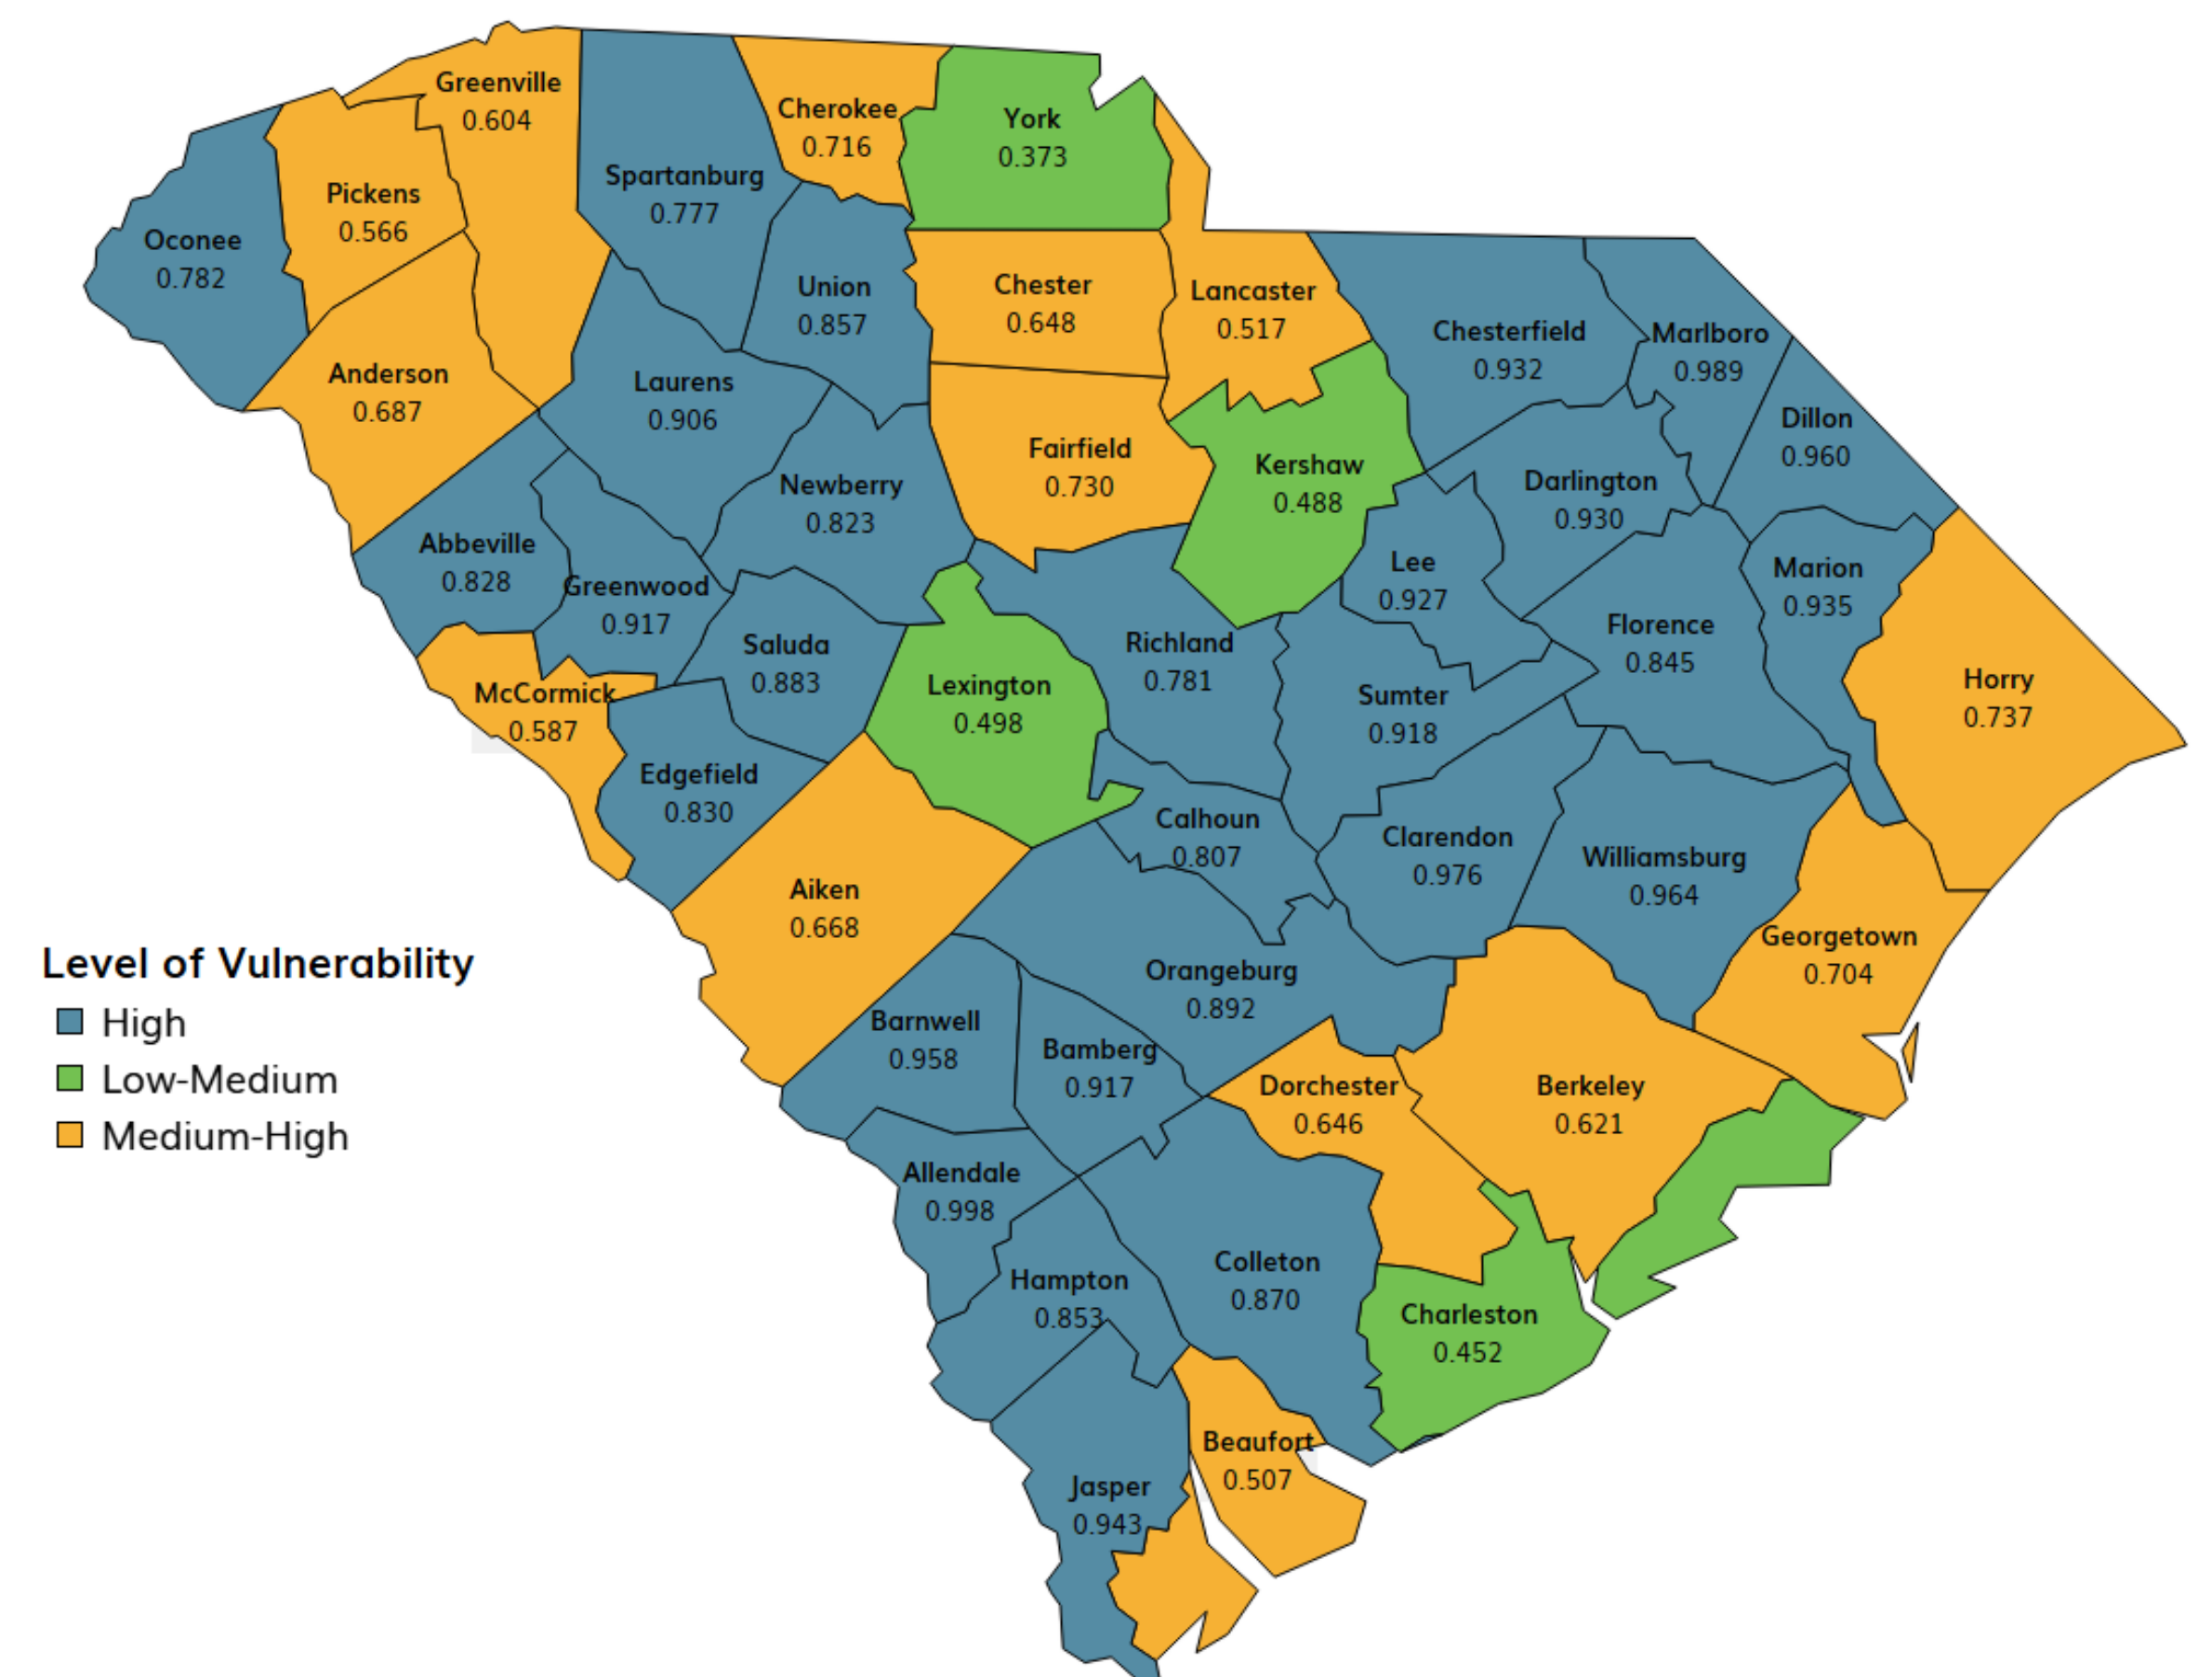 Greenville
0.604
Cherokee
0.716
York
0.373
Spartanburg
0.777
Pickens
0.566
Oconee
0.782
Union
0.857
Chester
0.648
Lancaster
0.517
Chesterfield
0.932
Marlboro
0.989
Anderson
0.687
Laurens
0.906
Dillon
0.960
Fairfield
0.730
Kershaw
0.488
Newberry
0.823
Darlington
0.930
Abbeville
0.828
Lee
0.927
Marion
0.935
Greenwood
0.917
Florence
0.845
Saluda
0.883
Richland
0.781
Horry
0.737
Lexington
0.498
McCormick
0.587
Sumter
0.918
Edgefield
0.830
Calhoun
0.807
Clarendon
0.976
Williamsburg
0.964
Aiken
0.668
Georgetown
0.704
Orangeburg
0.892
Barnwell
0.958
Bamberg
0.917
Dorchester
0.646
Berkeley
0.621
Allendale
0.998
Colleton
0.870
Hampton
0.853
Charleston
0.452
Beaufort
0.507
Jasper
0.943
Level of Vulnerability
High
Low-Medium
Medium-High